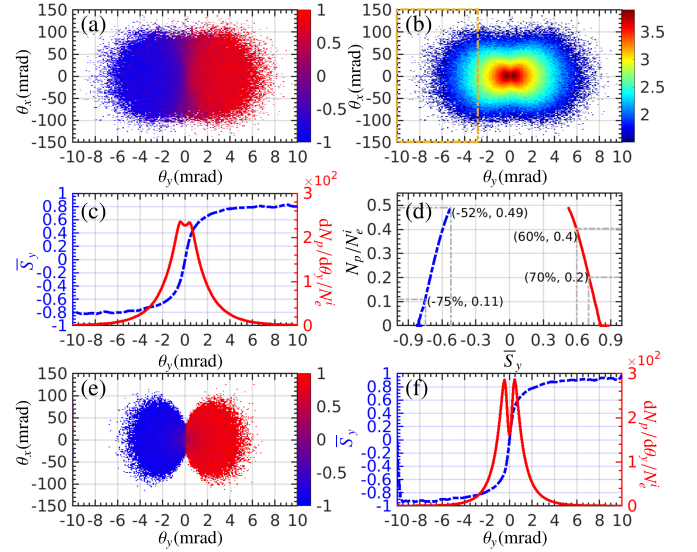 (a)
θx(mrad)
150
100
50
0
-50
-100
-150
-10 -8 -6 -4 -2 0 2 4 6 8 10
θy(mrad)
1
0.5
0
-0.5
-1
(b)
θx(mrad)
150
100
50
0
-50
-100
-150
-10 -8 -6 -4 -2 0 2 4 6 8 10
θy(mrad)
3.5
3
2.5
2
(c)
S̅y
1
0.8
0.6
0.4
0.2
0
-0.2
-0.4
-0.6
-0.8
-1
-10 -8 -6 -4 -2 0 2 4 6 8 10
θy(mrad)
×10²
3
2
1
0
dNp/dθy/Nᵢe
(d)
Np/Nᵢe
0.5
0.4
0.3
0.2
0.1
0
(-52%, 0.49)
(60%, 0.4)
(70%, 0.2)
(-75%, 0.11)
-0.9 -0.6 -0.3 0 0.3 0.6 0.9
S̅y
(e)
θx(mrad)
150
100
50
0
-50
-100
-150
-10 -8 -6 -4 -2 0 2 4 6 8 10
θy(mrad)
1
0.5
0
-0.5
-1
(f)
S̅y
1
0.8
0.6
0.4
0.2
0
-0.2
-0.4
-0.6
-0.8
-1
-10 -8 -6 -4 -2 0 2 4 6 8 10
θy(mrad)
×10²
3
2
1
0
dNp/dθy/Nᵢe